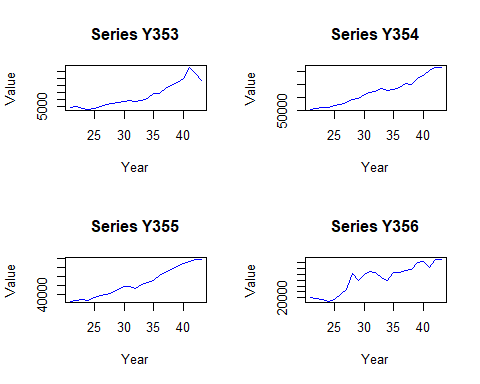 Series Y353
Value
5000
25 30 35 40
Year
Series Y354
Value
50000
25 30 35 40
Year
Series Y355
Value
40000
25 30 35 40
Year
Series Y356
Value
20000
25 30 35 40
Year